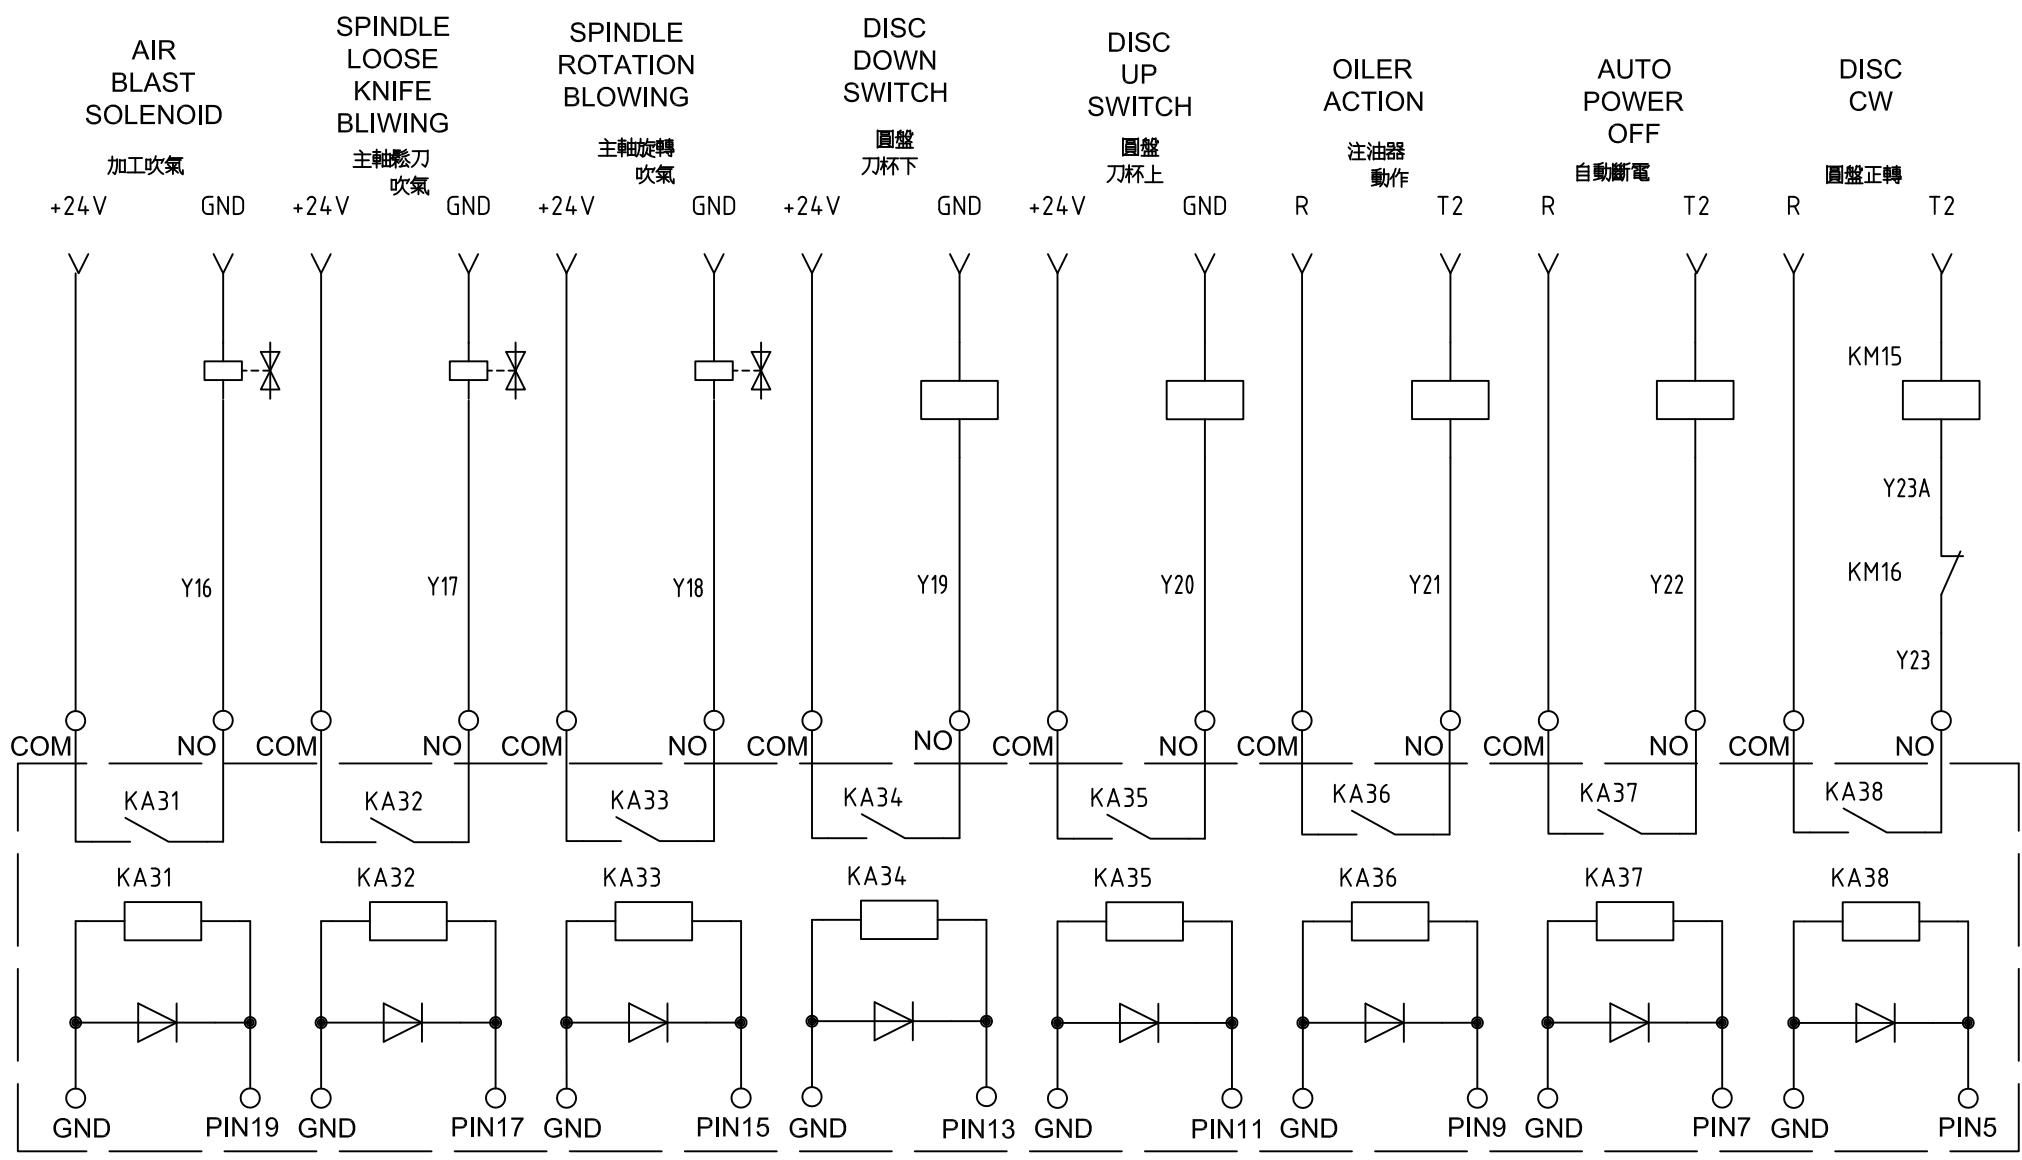 AIR
BLAST
SOLENOID
加工吹氣
SPINDLE
LOOSE
KNIFE
BLIWING
主軸鬆刀
吹氣
SPINDLE
ROTATION
BLOWING
主軸旋轉
吹氣
DISC
DOWN
SWITCH
圓盤
刀杯下
DISC
UP
SWITCH
圓盤
刀杯上
OILER
ACTION
注油器
動作
AUTO
POWER
OFF
自動斷電
DISC
CW
圓盤正轉
+24V GND +24V GND +24V GND +24V GND +24V GND R T2 R T2 R T2
KM15
Y23A
KM16
Y16 Y17 Y18 Y19 Y20 Y21 Y22
Y23
COM NO COM NO COM NO COM NO COM NO COM NO COM NO COM NO
KA31 KA32 KA33 KA34 KA35 KA36 KA37 KA38
KA31 KA32 KA33 KA34 KA35 KA36 KA37 KA38
GND PIN19 GND PIN17 GND PIN15 GND PIN13 GND PIN11 GND PIN9 GND PIN7 GND PIN5